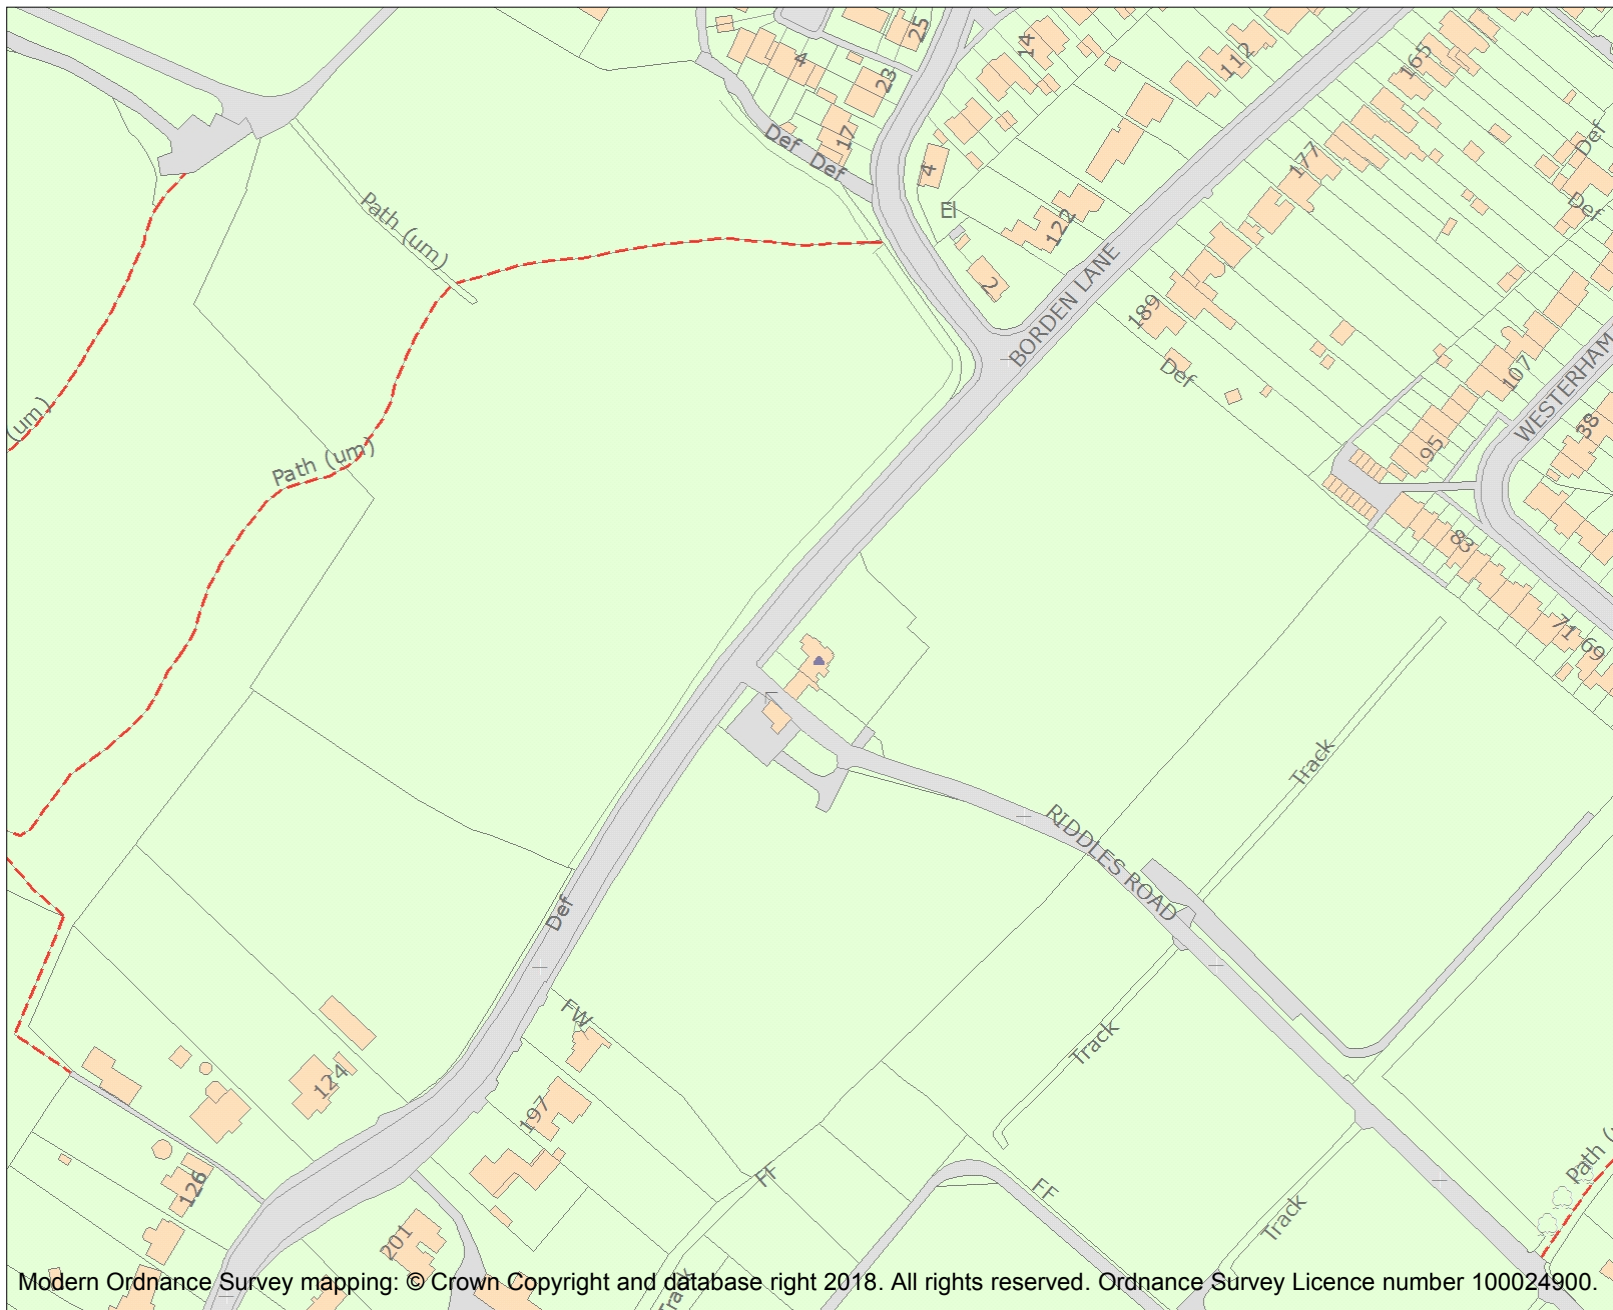 25
14
112
165
4
23
17
Def Def
4
Def
177
El
122
Def
Path (um)
BORDEN LANE
2
189
Def
WESTERHAM
107
38
95
(um)
Path (um)
83
71 69
Track
RIDDLES ROAD
Def
FW
Track
124
197
Path (
FF
FF
126
Track
201
Track
Modern Ordnance Survey mapping: © Crown Copyright and database right 2018. All rights reserved. Ordnance Survey Licence number 100024900.